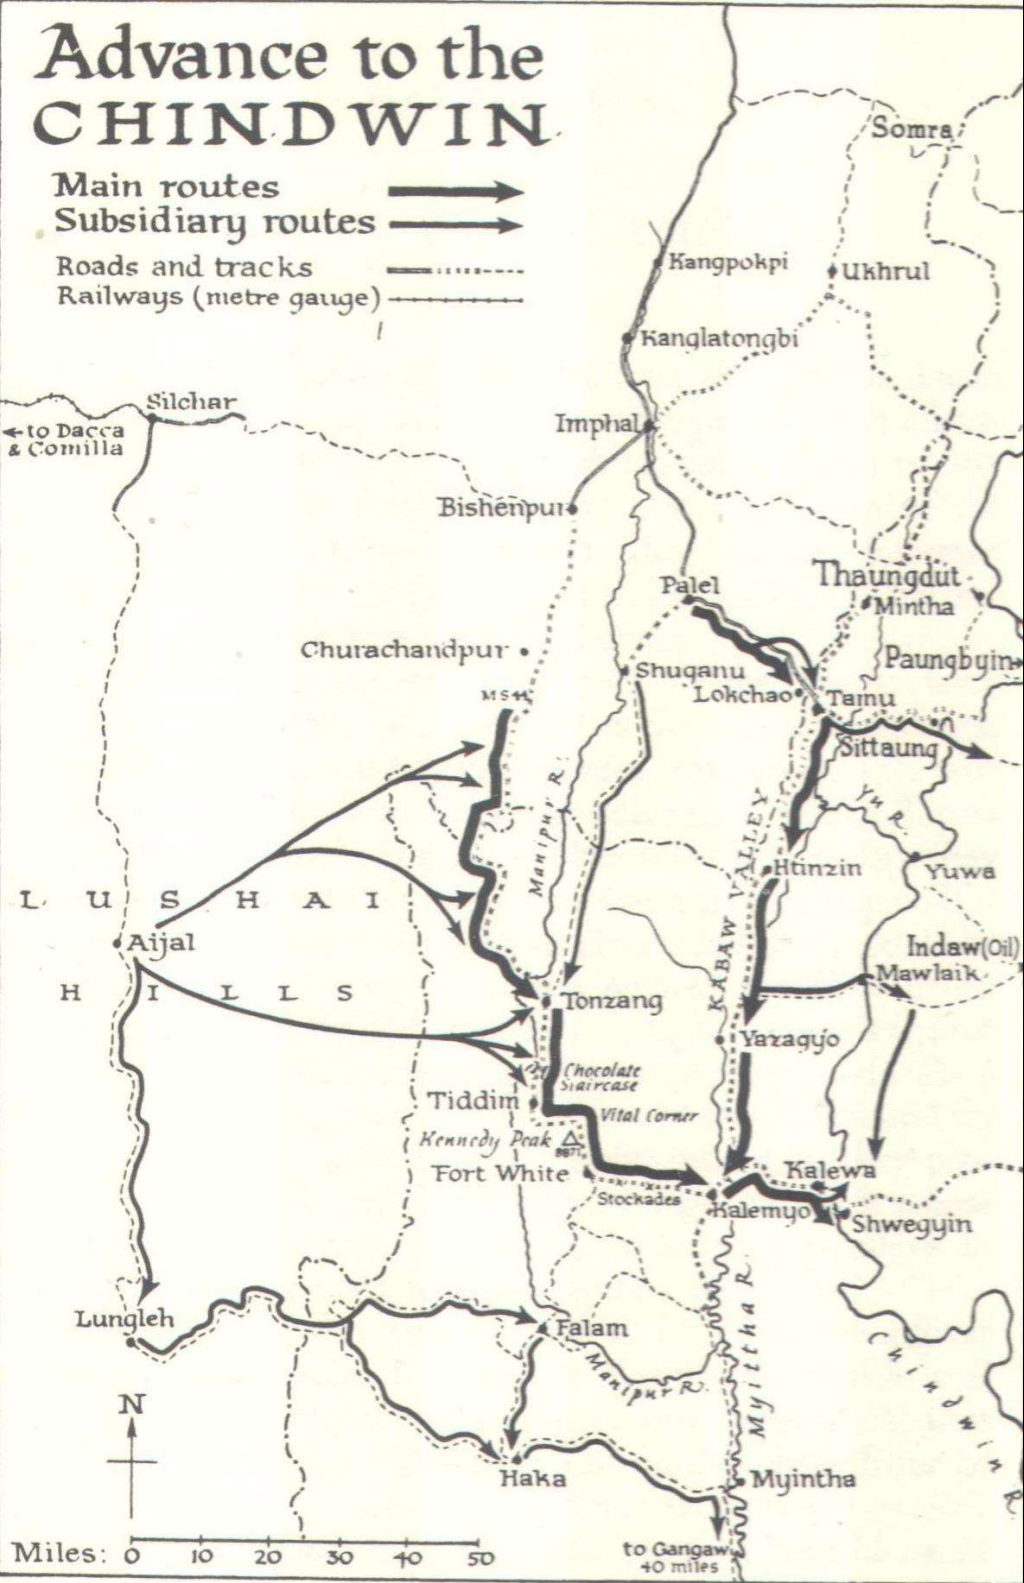 Advance to the
CHINDWIN
Main routes
Subsidiary routes
Roads and tracks
Railways (metre gauge)
Somra
Kangpokpi
Ukhrul
Kanglatongbi
Silchar
to Dacca
& Comilla
Imphal
Bishenpur
Palel
Thaungdut
Mintha
Churachandpur
Shuganu
Paungbyin
MS44
Lokchao
Tamu
Sittaung
Manipur R.
Yu R.
KABAW VALLEY
Htinzin
Yuwa
LUSHAI
Aijal
Indaw (Oil)
Mawlaik
HILLS
Tonzang
Yazagyo
Chocolate
Staircase
Tiddim
Vital Corner
Kennedy Peak
8871
Fort White
Kalewa
Stockades
Kalemyo
Shwegyin
Lungleh
Falam
Manipur R.
Myittha R.
Chindwin R.
N
Haka
Myintha
Miles: 0 10 20 30 40 50
to Gangaw
40 miles